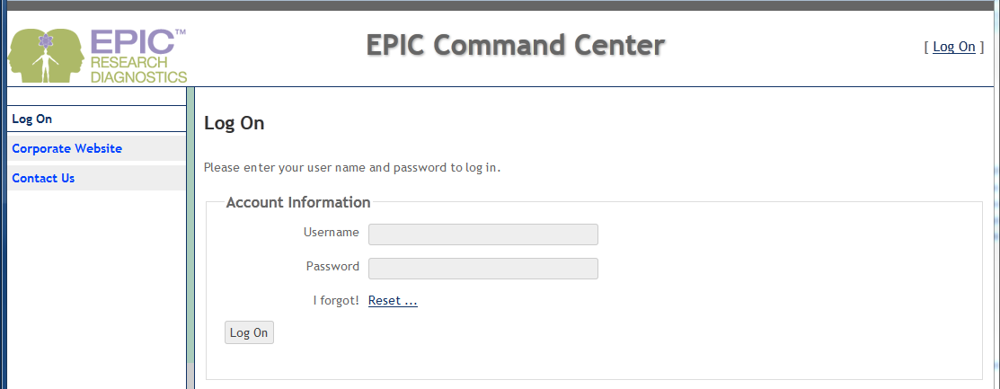 EPIC™
RESEARCH
DIAGNOSTICS
EPIC Command Center
[ Log On ]
Log On
Corporate Website
Contact Us
Log On
Please enter your user name and password to log in.
Account Information
Username
Password
I forgot! Reset ...
Log On